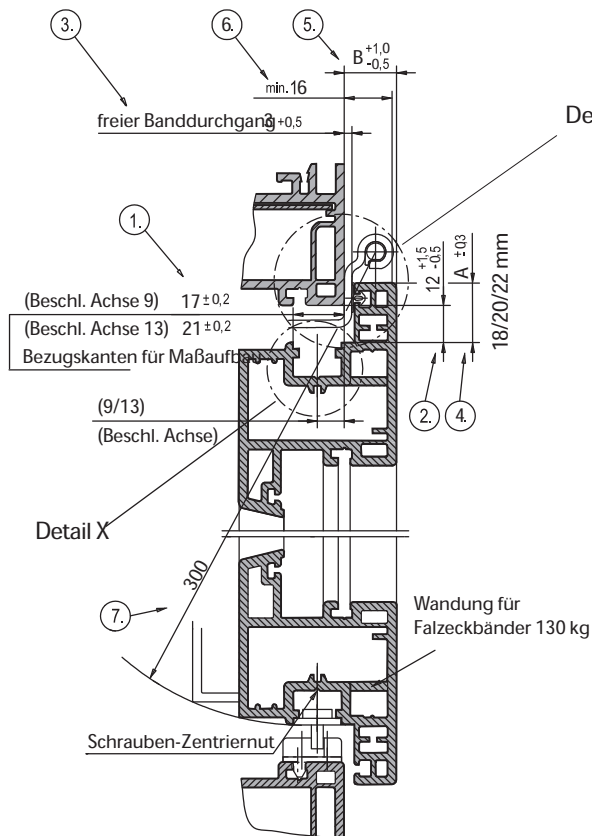 3.
6.
5.
B +1,0 -0,5
min.16
freier Banddurchgang 3 +0,5
De
1.
(Beschl. Achse 9) 17 ±0,2
(Beschl. Achse 13) 21 ±0,2
Bezugskanten für Maßaufbau
12 +1,5 -0,5
A ±0,3
18/20/22 mm
(9/13)
(Beschl. Achse)
2.
4.
Detail X
300
7.
Wandung für
Falzeckbänder 130 kg
Schrauben-Zentriernut